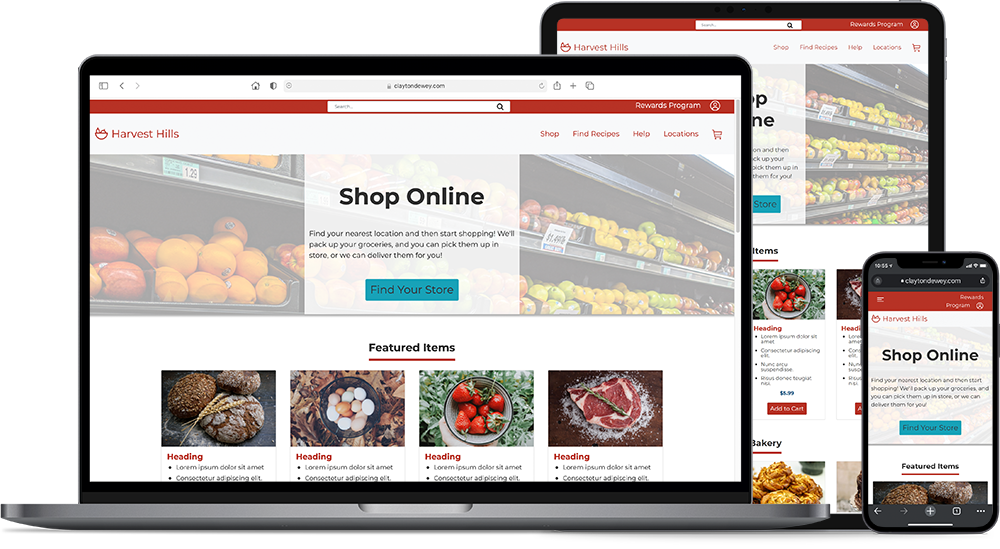 claytondewey.com
Search...
Rewards Program
Harvest Hills
Shop
Find Recipes
Help
Locations
1.29
Shop Online
Find your nearest location and then start shopping! We'll
pack up your groceries, and you can pick them up in
store, or we can deliver them for you!
Find Your Store
Featured Items
Heading
Lorem ipsum dolor sit amet
Consectetur adipiscing elit.
Heading
Lorem ipsum dolor sit amet
Consectetur adipiscing elit.
Heading
Lorem ipsum dolor sit amet
Consectetur adipiscing elit.
Heading
Lorem ipsum dolor sit amet
Consectetur adipiscing elit.
Search...
Rewards Program
Harvest Hills
Shop
Find Recipes
Help
Locations
op
ne
tion and then
pack up your
n pick them up
them for you!
Store
Items
Heading
Lorem ipsum dolor sit
amet
Consectetur adipiscing
elit.
Nunc arcu
suspendisse.
Risus donec feugiat
nisi.
$5.99
Add to Cart
Bakery
10:55
claytondewey.com
Rewards
Program
Harvest Hills
Shop Online
Find your nearest location and then start
shopping! We'll pack up your groceries, and
you can pick them up in store, or we can
deliver them for you!
Find Your Store
Featured Items